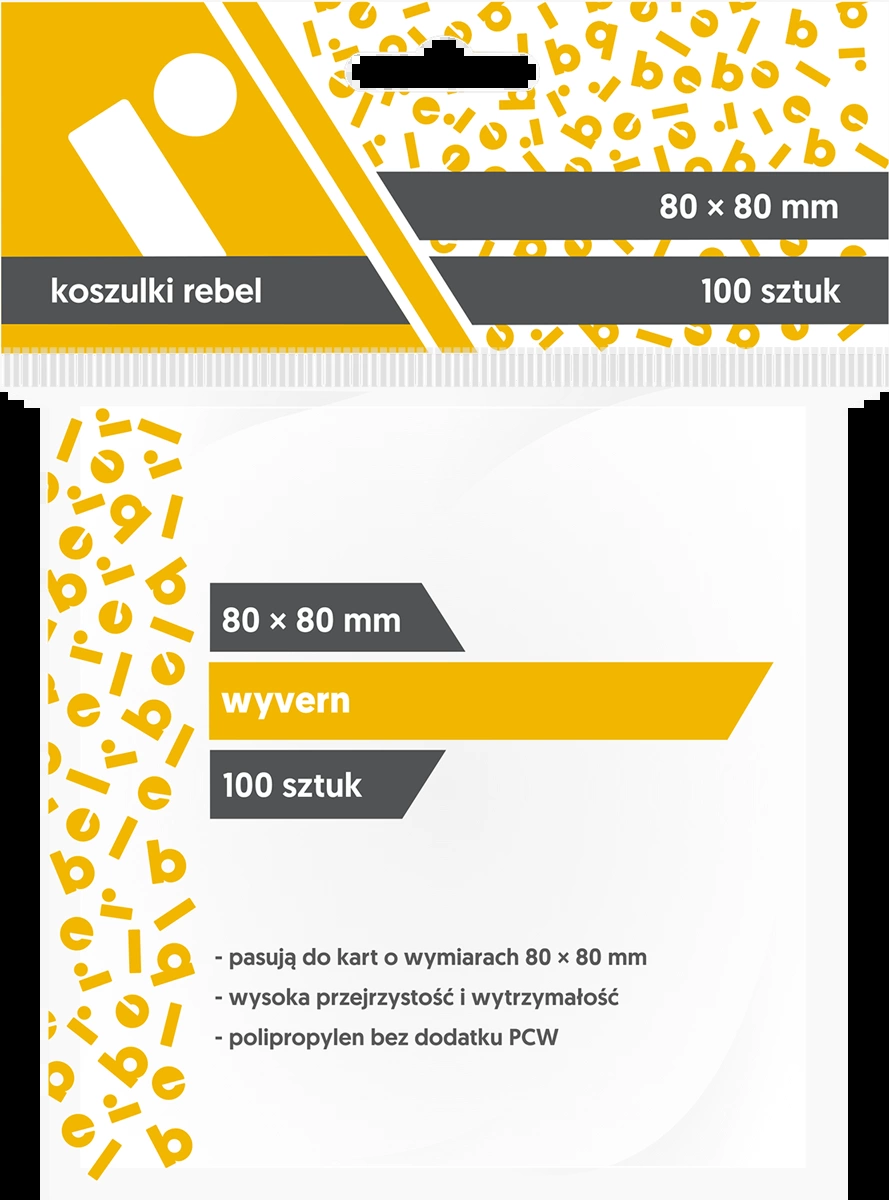 80 × 80 mm
koszulki rebel
100 sztuk
80 × 80 mm
wyvern
100 sztuk
- pasują do kart o wymiarach 80 × 80 mm
- wysoka przejrzystość i wytrzymałość
- polipropylen bez dodatku PCW